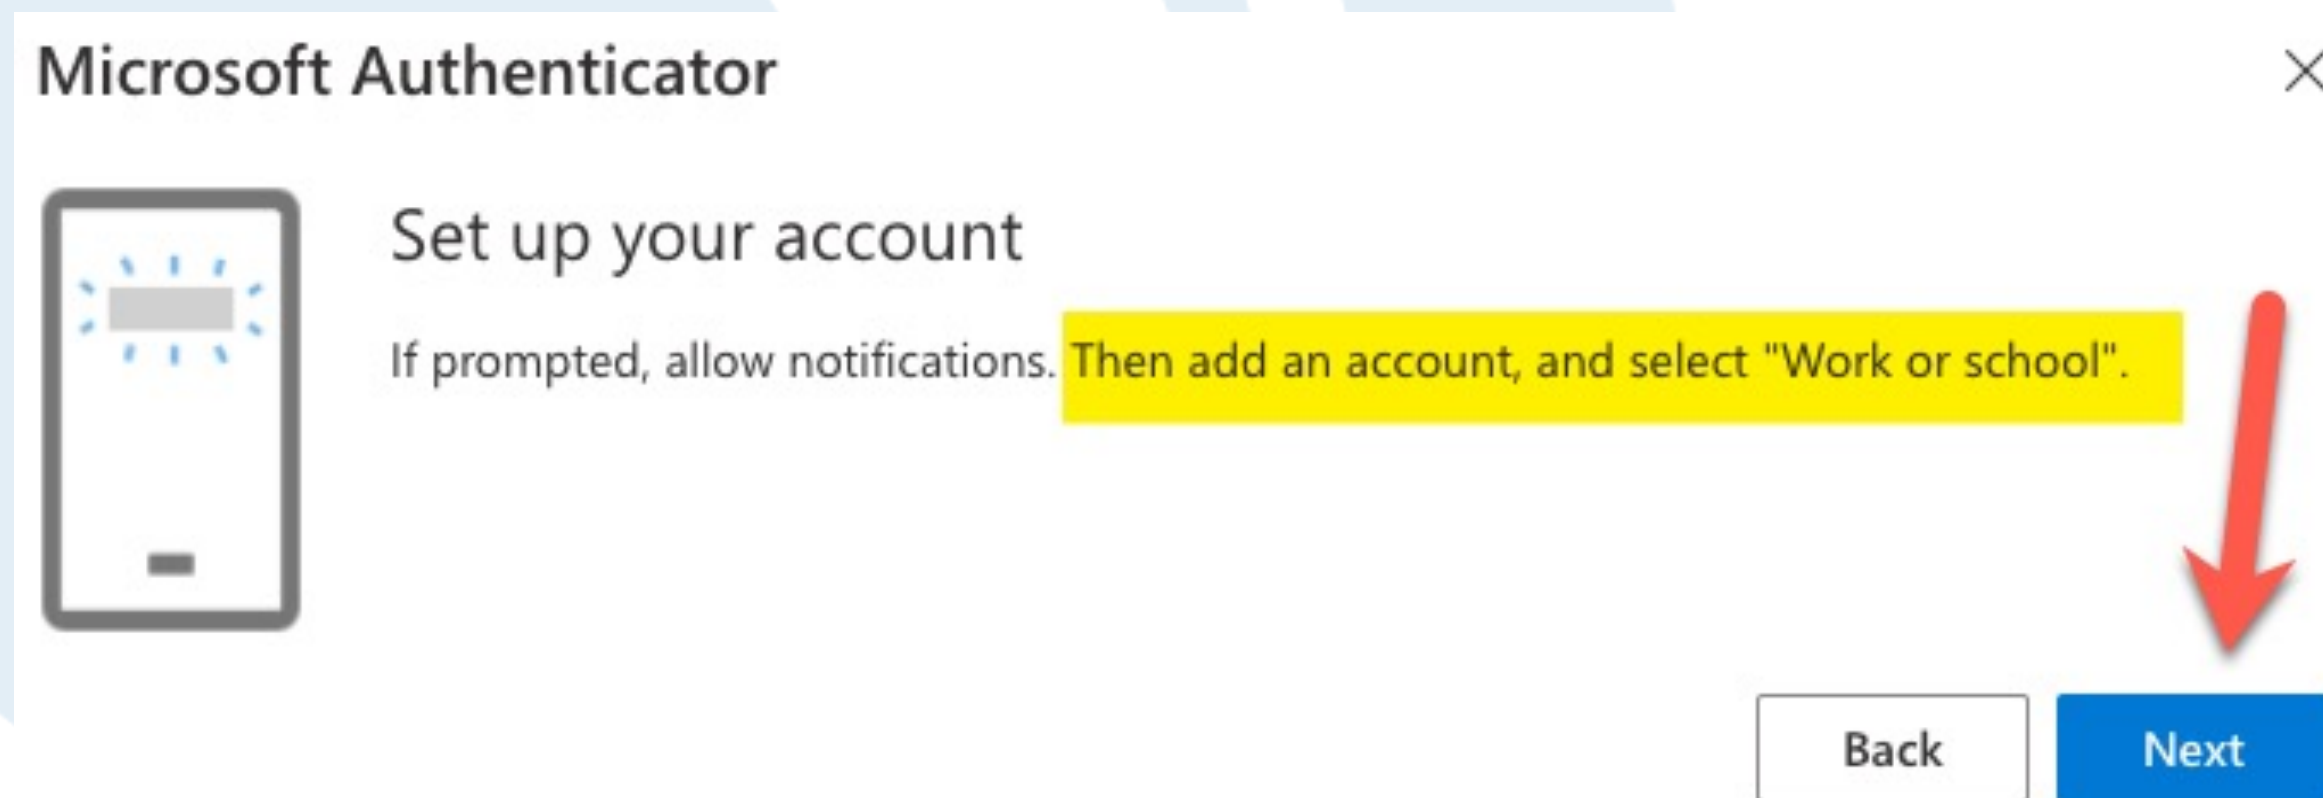 Microsoft Authenticator
Set up your account
If prompted, allow notifications. Then add an account, and select "Work or school".
Back
Next